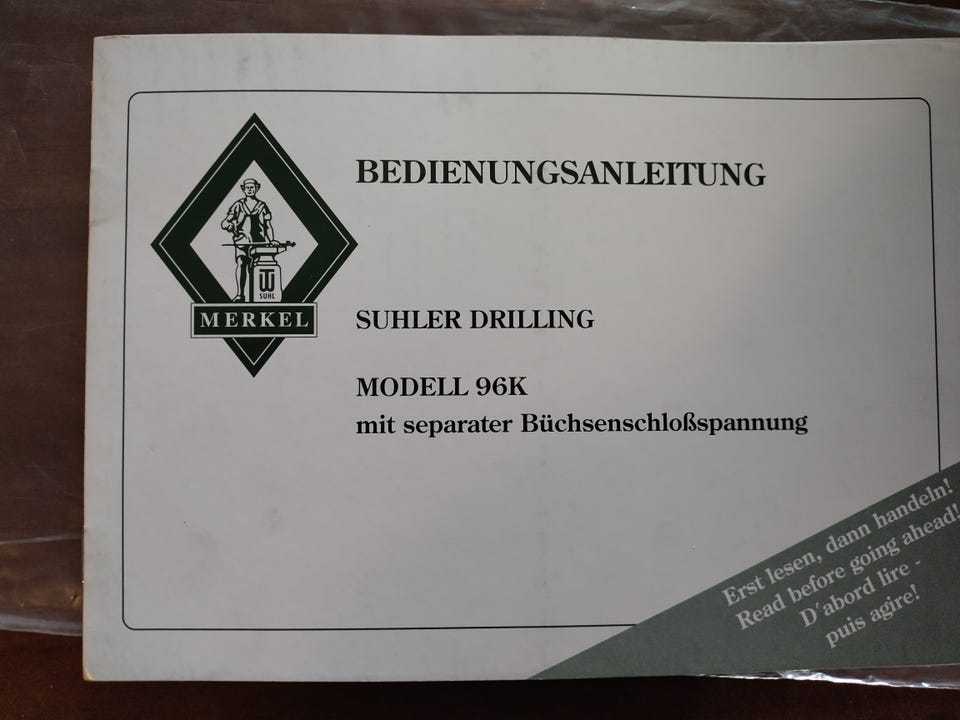 BEDIENUNGSANLEITUNG
TW
SUHL
MERKEL
SUHLER DRILLING
MODELL 96K
mit separater Büchsenschloßspannung
Erst lesen, dann handeln!
Read before going ahead!
D'abord lire -
puis agire!